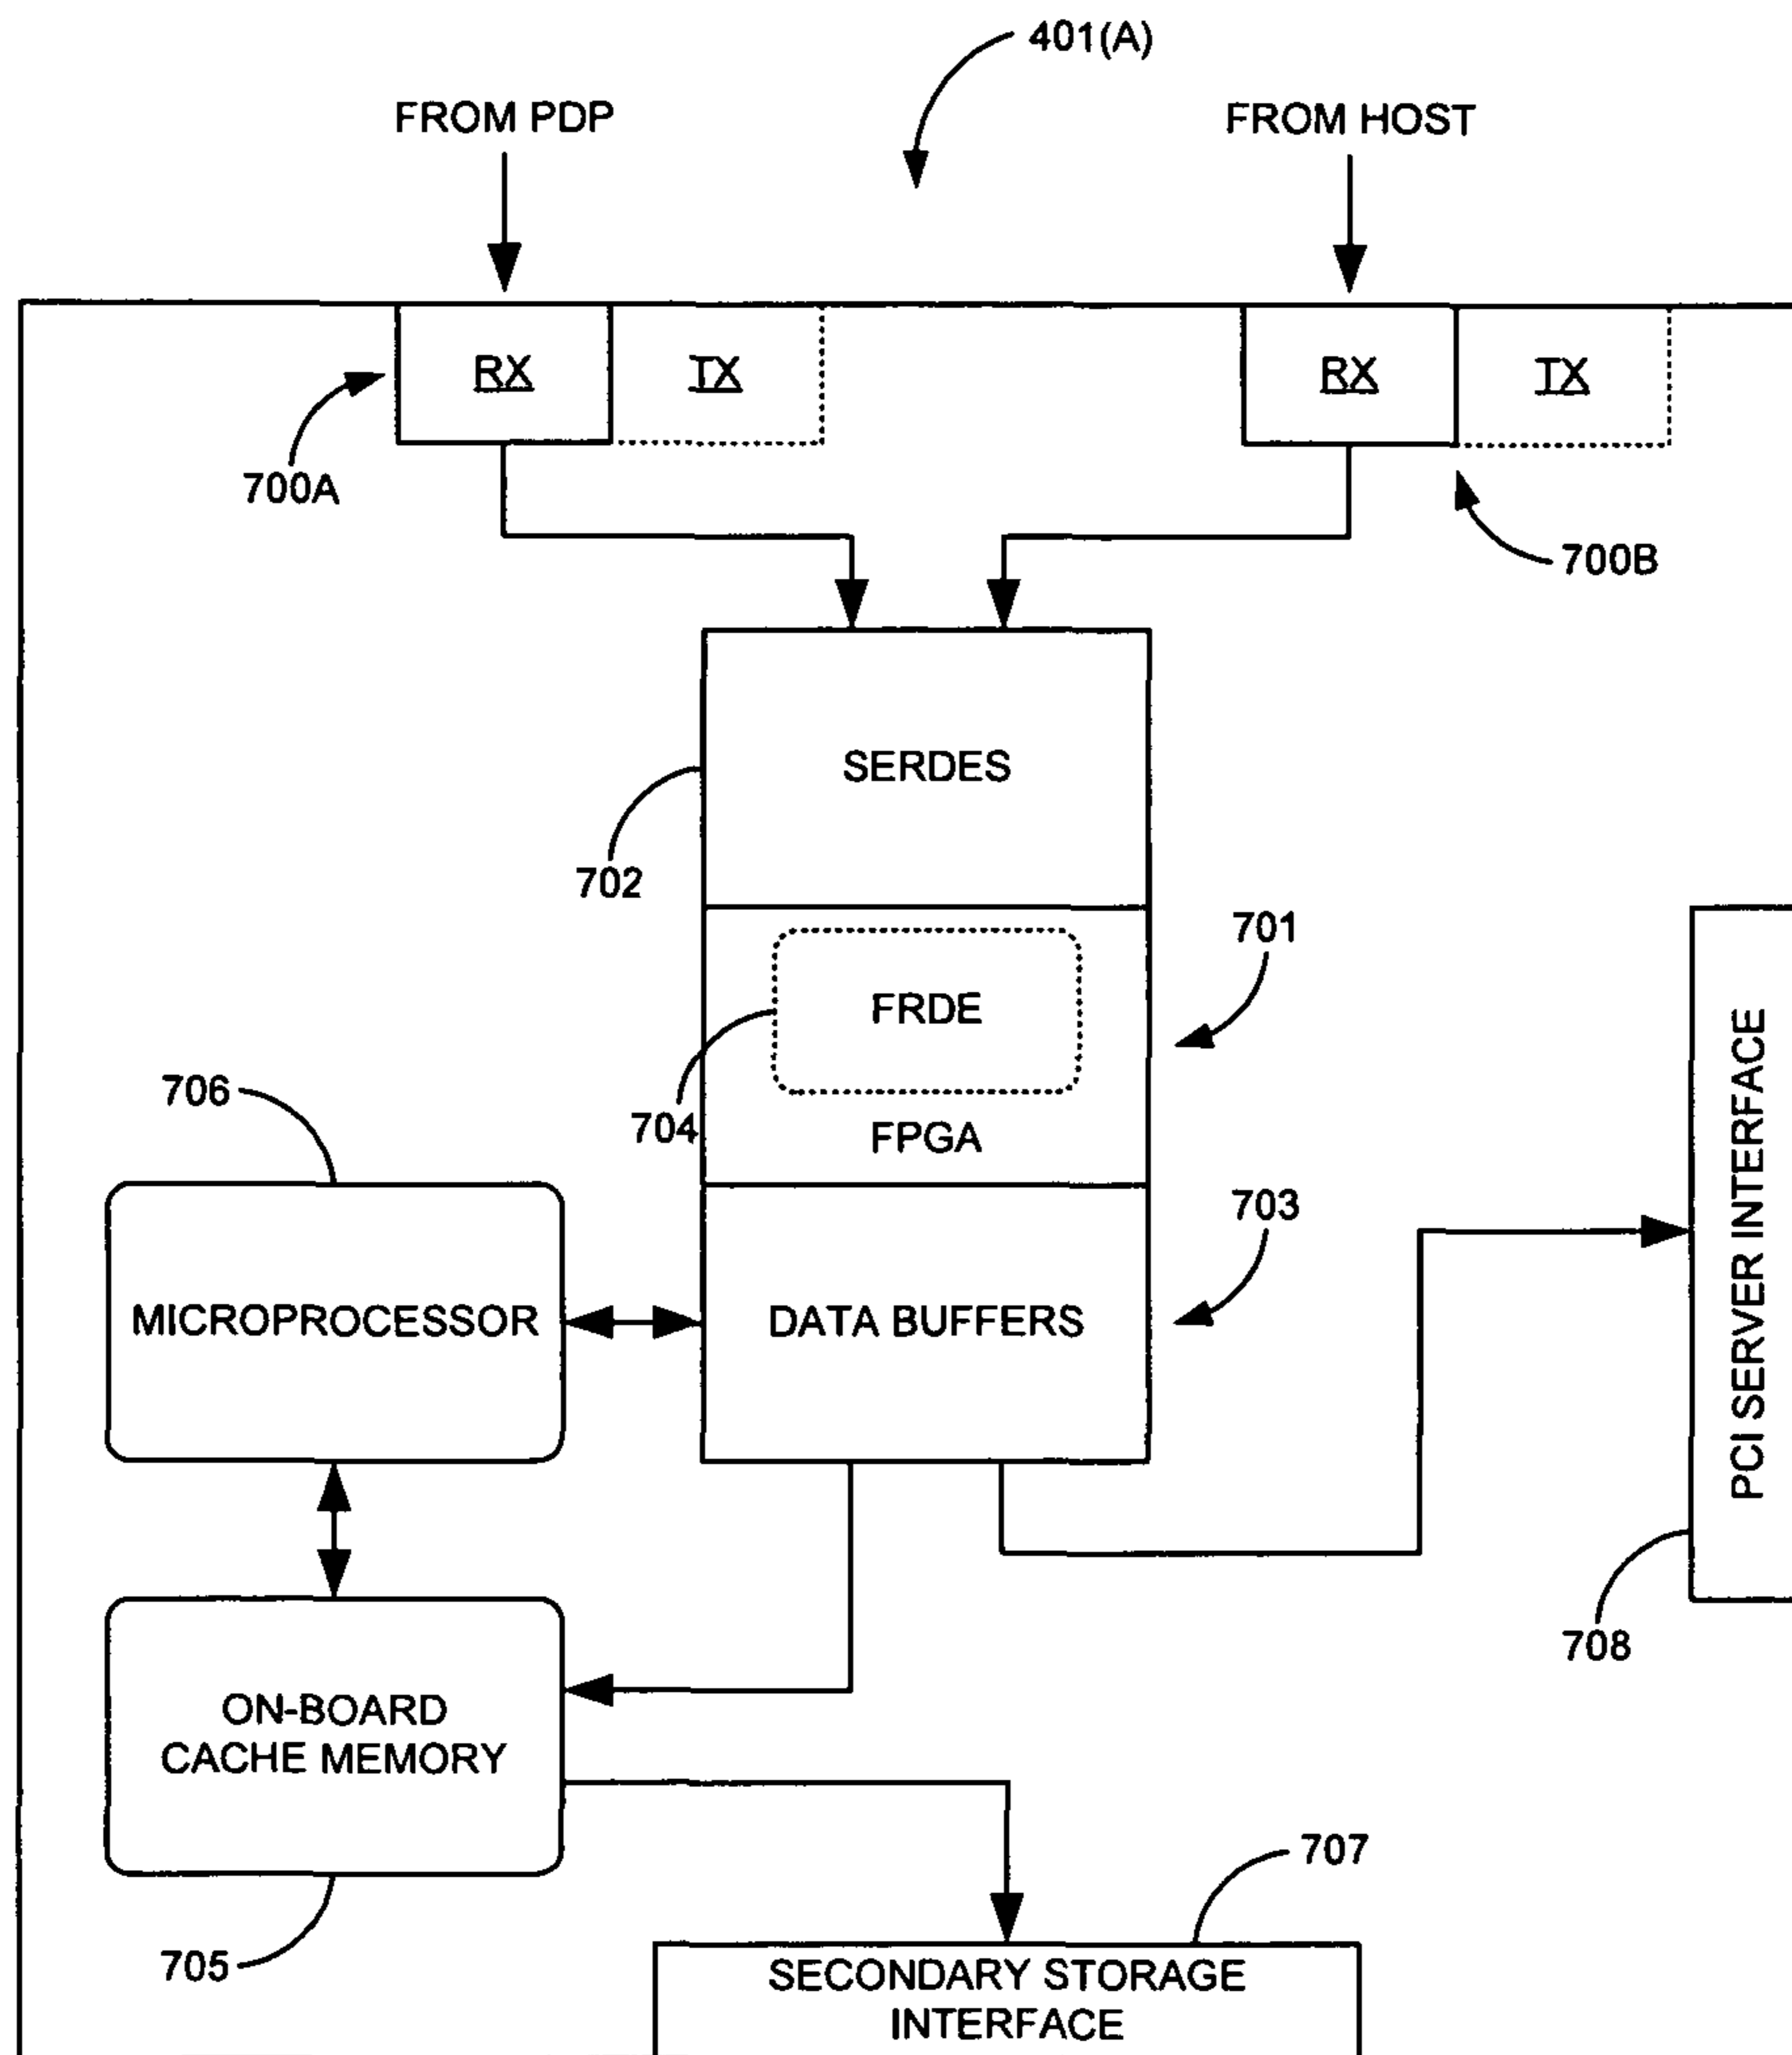 401(A)
FROM PDP
FROM HOST
RX
TX
RX
TX
700A
700B
SERDES
702
701
FRDE
704
FPGA
706
703
MICROPROCESSOR
DATA BUFFERS
PCI SERVER INTERFACE
708
ON-BOARD
CACHE MEMORY
707
705
SECONDARY STORAGE
INTERFACE